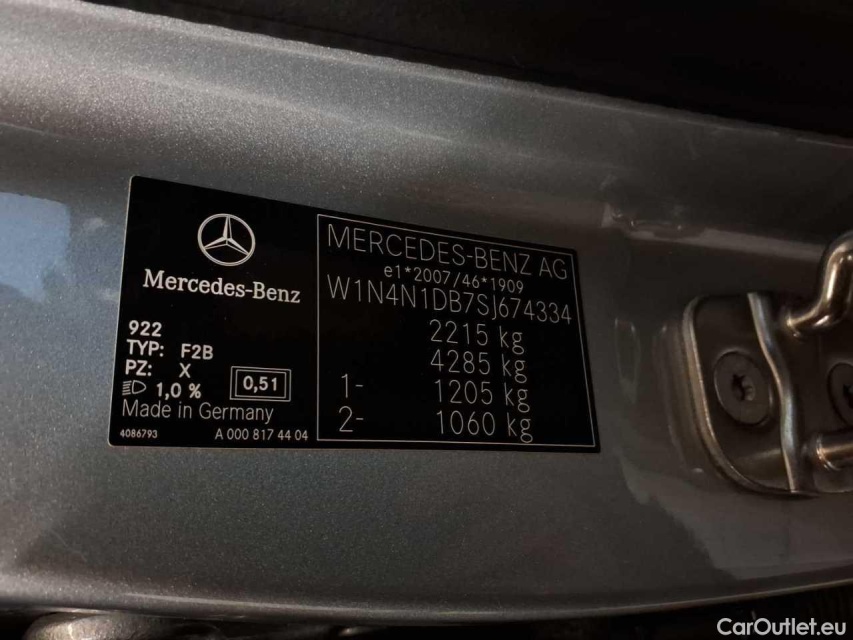 Mercedes-Benz
922
TYP: F2B
PZ: X
1,0 %
0,51
Made in Germany
4086793 A 000 817 44 04
MERCEDES-BENZ AG
e1*2007/46*1909
W1N4N1DB7SJ674334
2215 kg
4285 kg
1- 1205 kg
2- 1060 kg
CarOutlet.eu